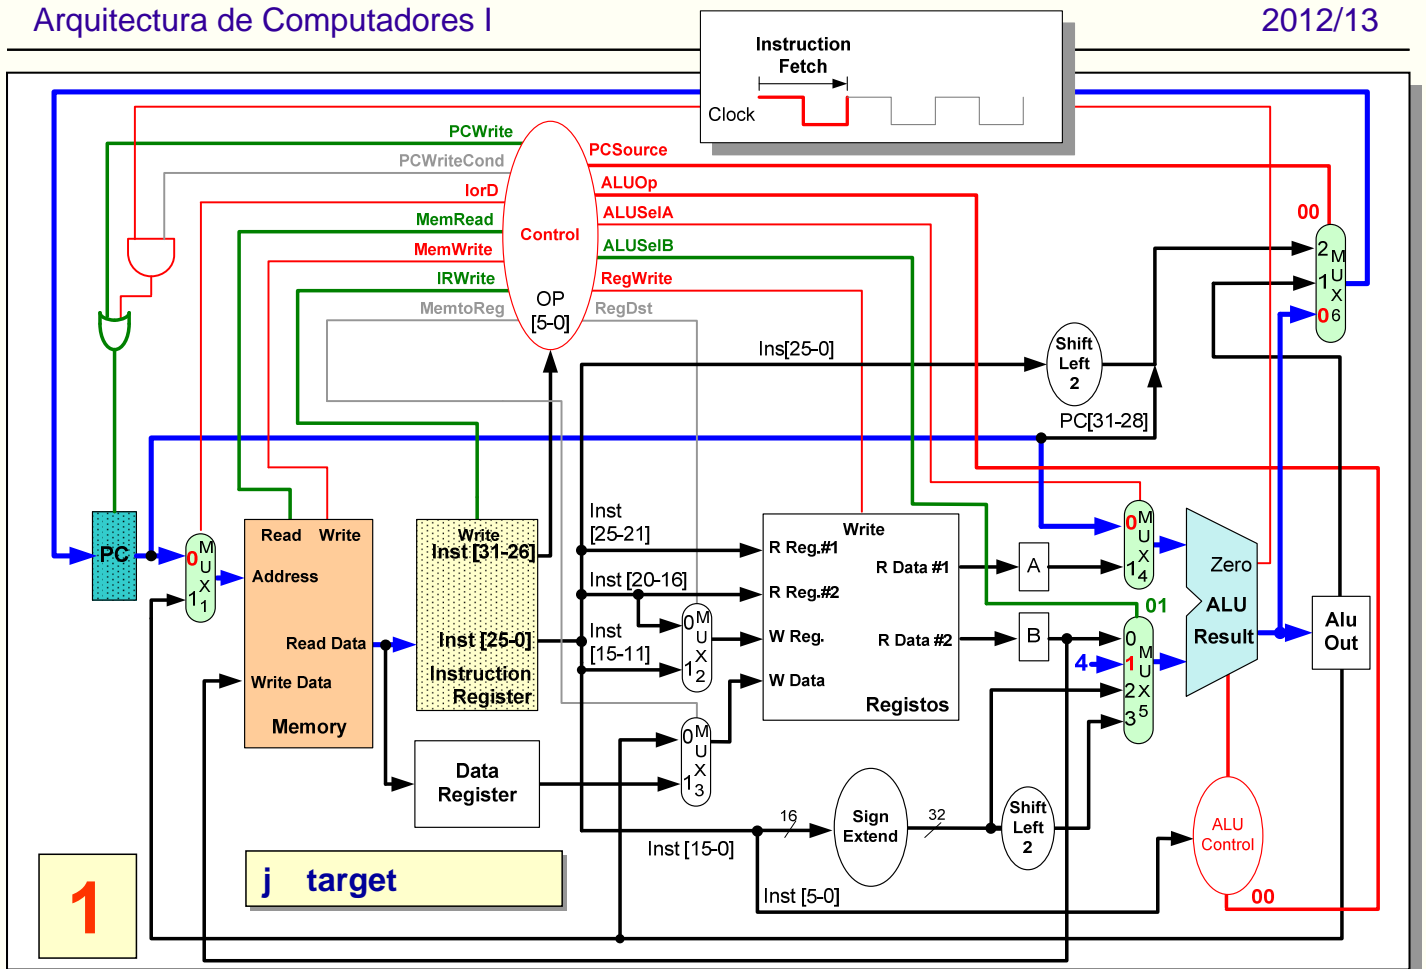 Arquitectura de Computadores I
2012/13
Instruction
Fetch
Clock
PCWrite
PCWriteCond
IorD
MemRead
MemWrite
IRWrite
MemtoReg
Control
OP
[5-0]
PCSource
ALUOp
ALUSelA
ALUSelB
RegWrite
RegDst
00
2
1
0
M
U
X
6
Ins[25-0]
Shift
Left
2
PC[31-28]
PC
0
1
M
U
X
1
Read Write
Address
Read Data
Write Data
Memory
Write
Inst [31-26]
Inst [25-0]
Instruction
Register
Data
Register
Inst
[25-21]
Inst [20-16]
Inst
[15-11]
0
1
M
U
X
2
0
1
M
U
X
3
Write
R Reg.#1
R Reg.#2
W Reg.
W Data
R Data #1
R Data #2
Registos
A
B
0
1
M
U
X
4
01
4
0
1
2
3
M
U
X
5
Zero
ALU
Result
Alu
Out
16
Sign
Extend
32
Shift
Left
2
ALU
Control
00
Inst [15-0]
Inst [5-0]
1
j target